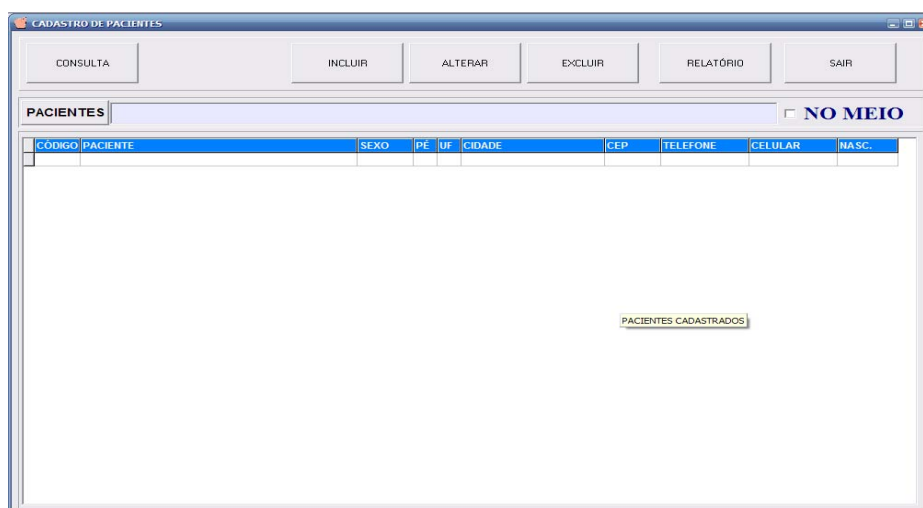 CADASTRO DE PACIENTES
CONSULTA INCLUIR ALTERAR EXCLUIR RELATÓRIO SAIR
PACIENTES NO MEIO
CÓDIGO PACIENTE SEXO PÉ UF CIDADE CEP TELEFONE CELULAR NASC.
PACIENTES CADASTRADOS